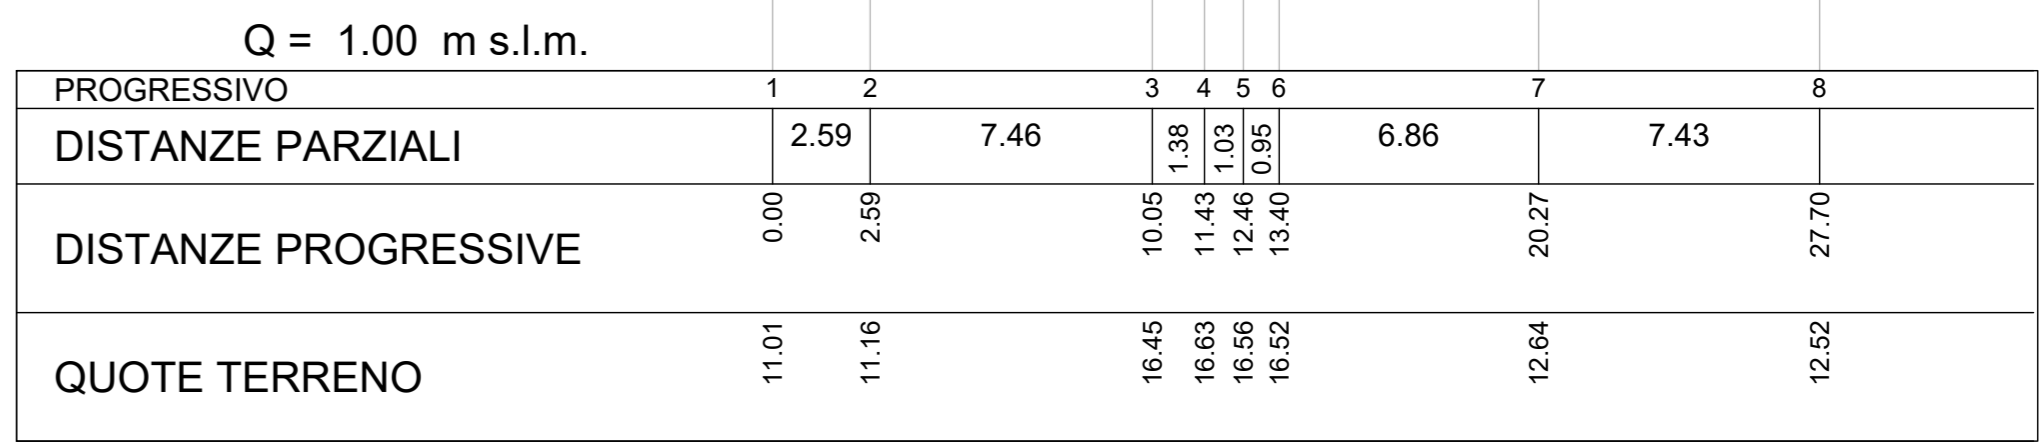 Q = 1.00 m s.l.m.
PROGRESSIVO 1 2 3 4 5 6 7 8
DISTANZE PARZIALI 2.59 7.46 1.38 1.03 0.95 6.86 7.43
DISTANZE PROGRESSIVE 0.00 2.59 10.05 11.43 12.46 13.40 20.27 27.70
QUOTE TERRENO 11.01 11.16 16.45 16.63 16.56 16.52 12.64 12.52